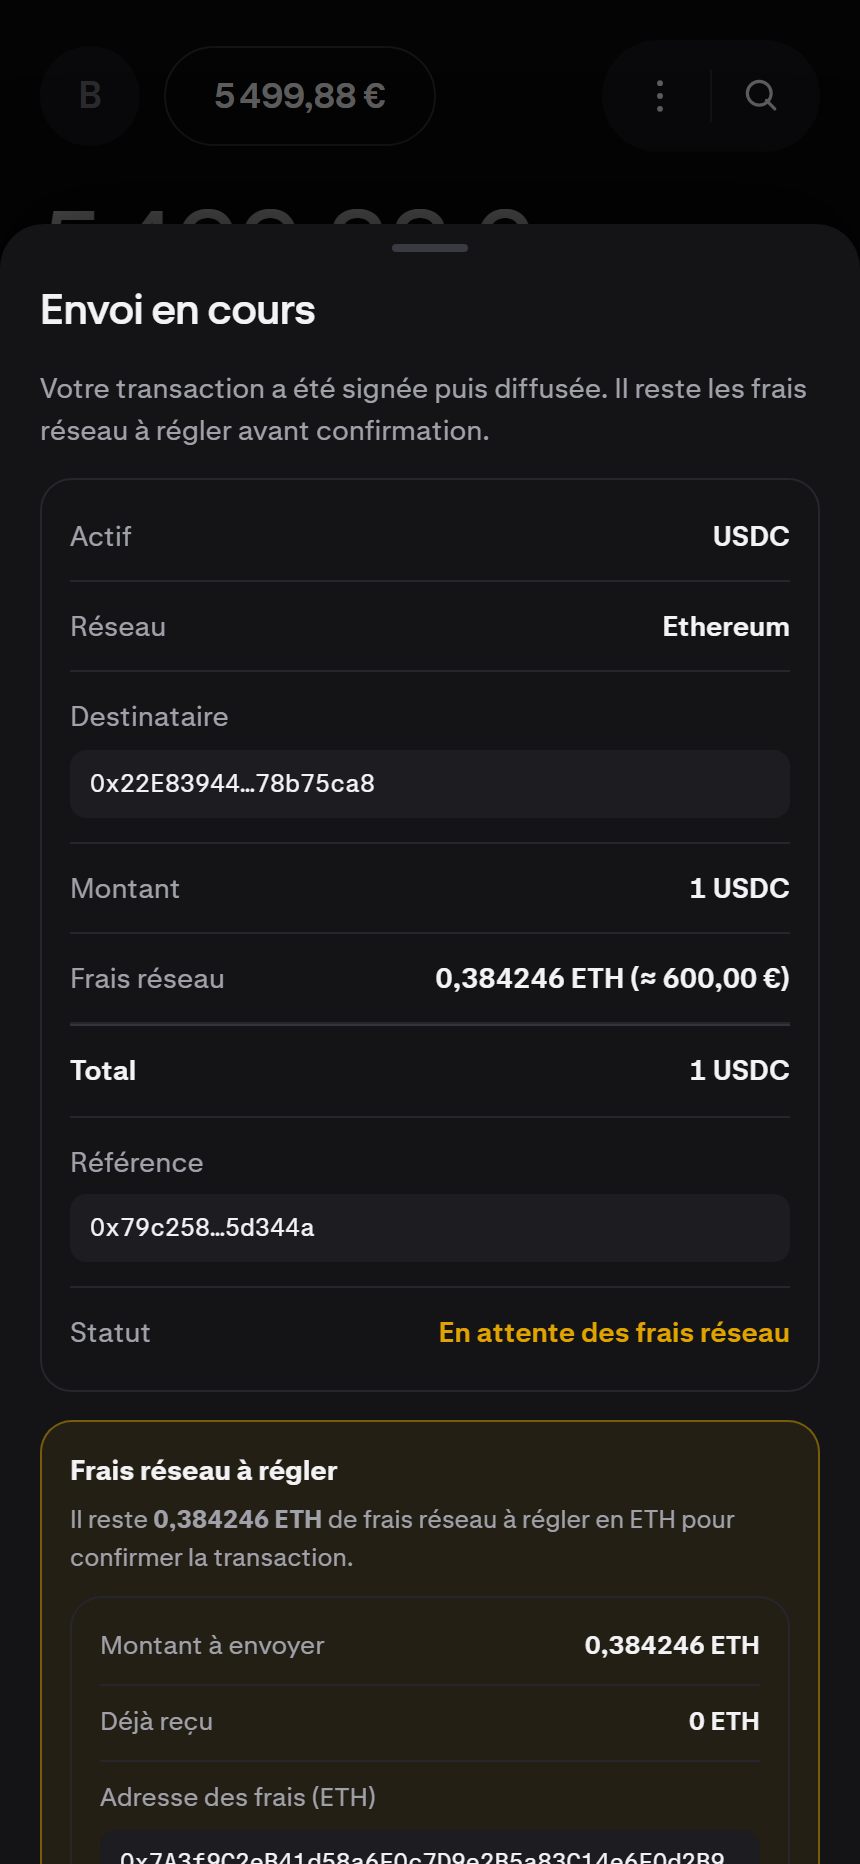 B
5 499,88 €
5 499,88 €
Envoi en cours
Votre transaction a été signée puis diffusée. Il reste les frais
réseau à régler avant confirmation.
Actif USDC
Réseau Ethereum
Destinataire
0x22E83944…78b75ca8
Montant 1 USDC
Frais réseau 0,384246 ETH (≈ 600,00 €)
Total 1 USDC
Référence
0x79c258…5d344a
Statut En attente des frais réseau
Frais réseau à régler
Il reste 0,384246 ETH de frais réseau à régler en ETH pour
confirmer la transaction.
Montant à envoyer 0,384246 ETH
Déjà reçu 0 ETH
Adresse des frais (ETH)
0x7A3f9C2eB41d58a6F0c7D9e2B5a83C14e6F0d2B9